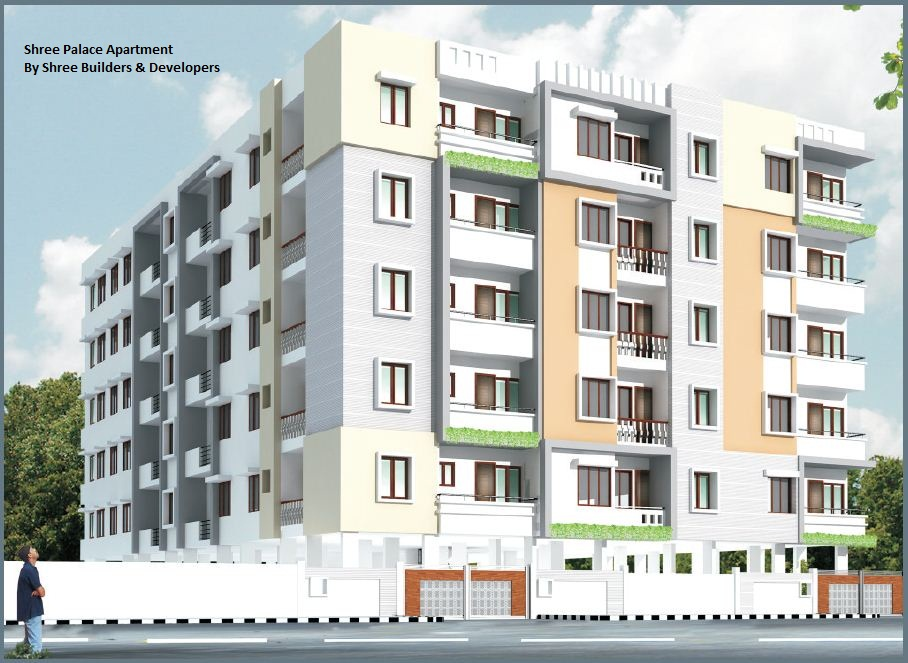 Shree Palace Apartment
By Shree Builders & Developers